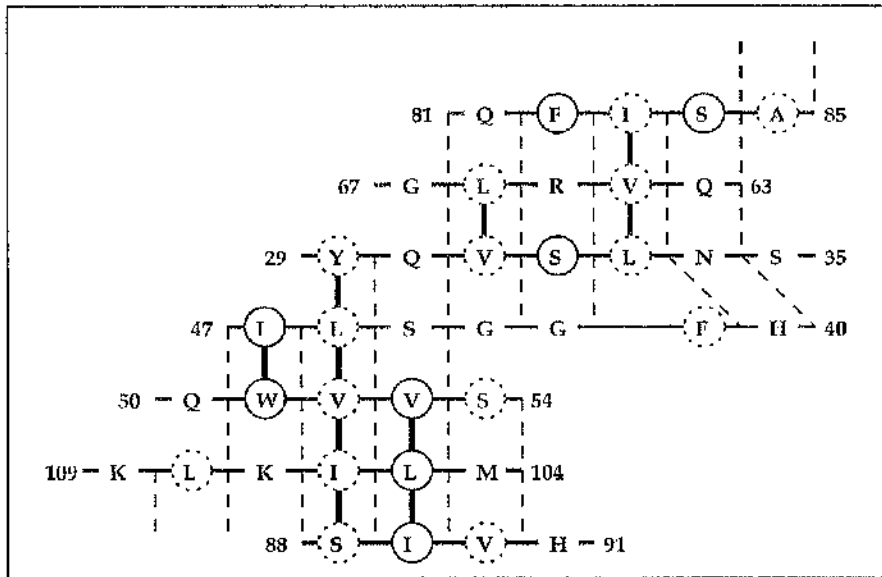 81 Q F I S A 85
67 G L R V Q 63
29 Y Q V S L N S 35
47 I L S G G F H 40
50 Q W V V S 54
109 K L K I L M 104
88 S I V H 91